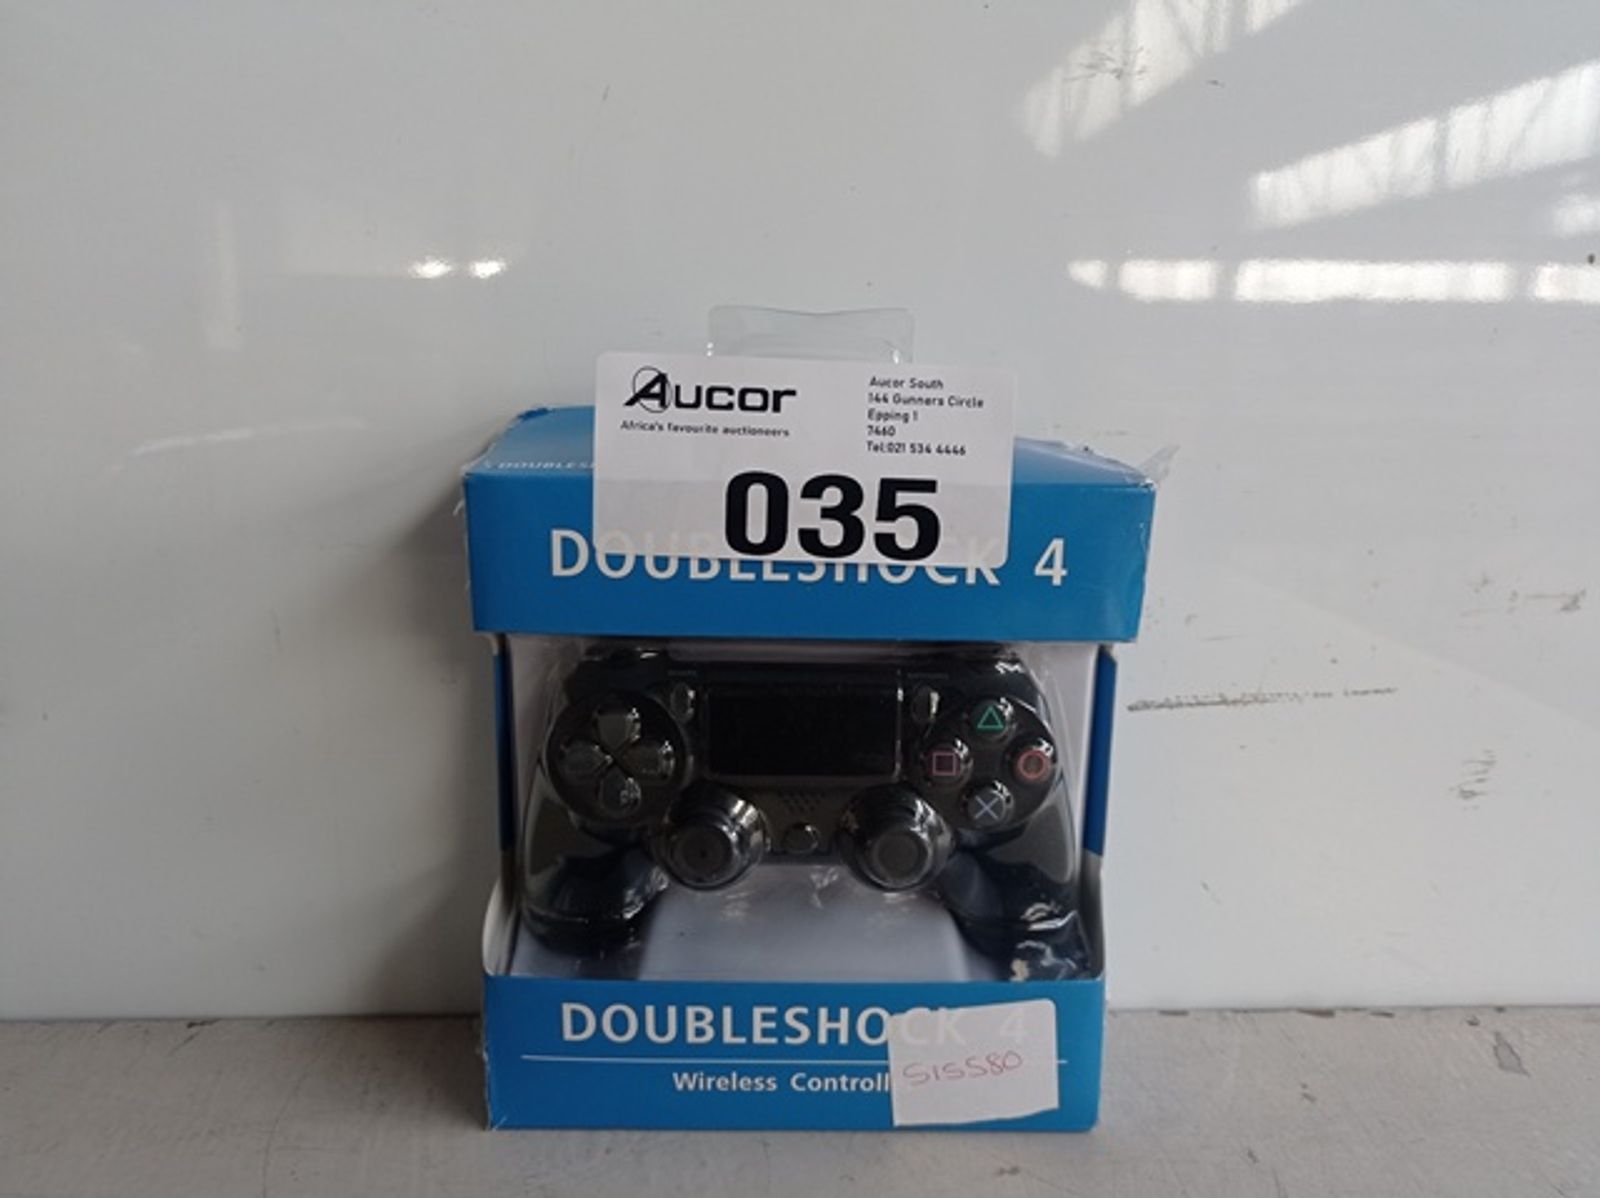 Aucor
Africa's favourite auctioneers
Aucor South
144 Gunners Circle
Epping 1
7460
Tel:021 534 4446
035
DOUBLESHOCK 4
DOUBLESHOCK 4
Wireless Controll
515580